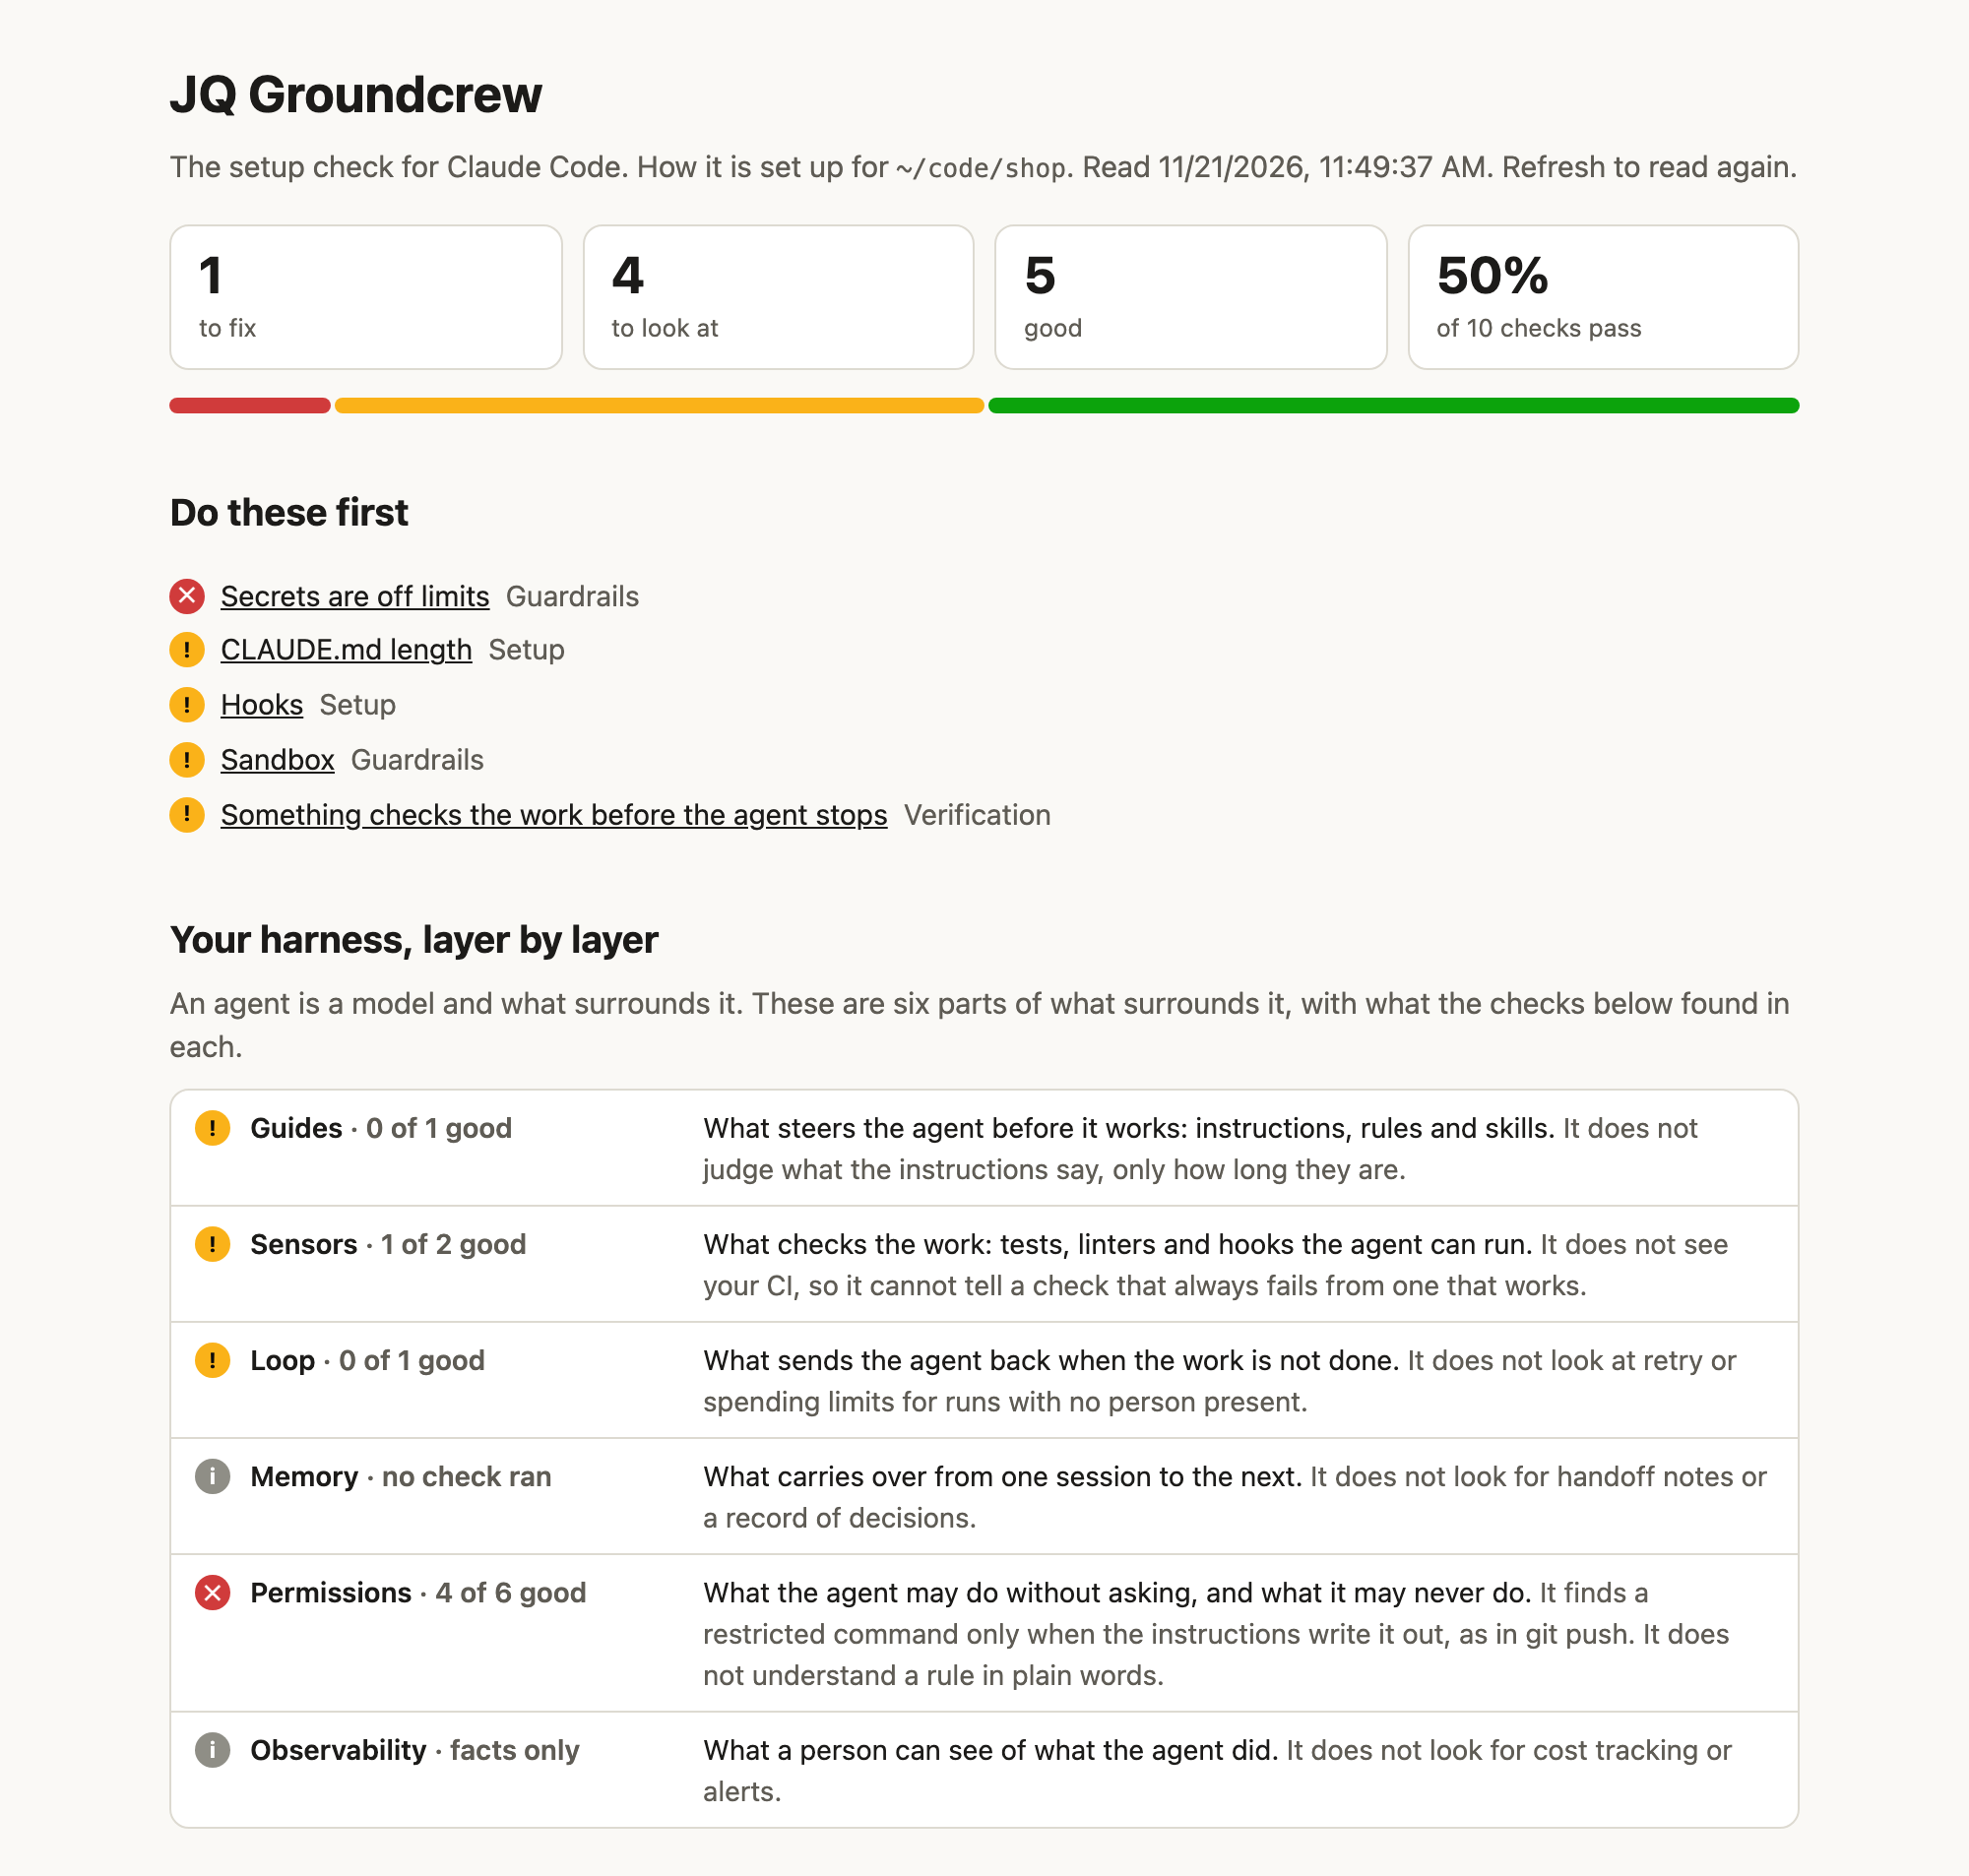 JQ Groundcrew
The setup check for Claude Code. How it is set up for ~/code/shop. Read 11/21/2026, 11:49:37 AM. Refresh to read again.
1
to fix
4
to look at
5
good
50%
of 10 checks pass
Do these first
Secrets are off limits Guardrails
CLAUDE.md length Setup
Hooks Setup
Sandbox Guardrails
Something checks the work before the agent stops Verification
Your harness, layer by layer
An agent is a model and what surrounds it. These are six parts of what surrounds it, with what the checks below found in
each.
Guides · 0 of 1 good
What steers the agent before it works: instructions, rules and skills. It does not
judge what the instructions say, only how long they are.
Sensors · 1 of 2 good
What checks the work: tests, linters and hooks the agent can run. It does not see
your CI, so it cannot tell a check that always fails from one that works.
Loop · 0 of 1 good
What sends the agent back when the work is not done. It does not look at retry or
spending limits for runs with no person present.
Memory · no check ran
What carries over from one session to the next. It does not look for handoff notes or
a record of decisions.
Permissions · 4 of 6 good
What the agent may do without asking, and what it may never do. It finds a
restricted command only when the instructions write it out, as in git push. It does
not understand a rule in plain words.
Observability · facts only
What a person can see of what the agent did. It does not look for cost tracking or
alerts.